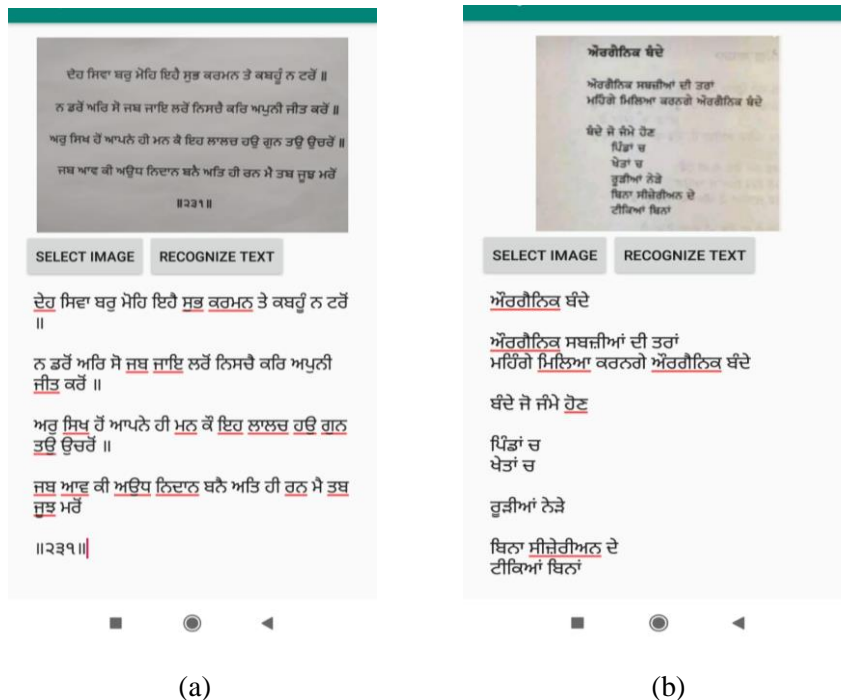 ਦੇਹ ਸਿਵਾ ਬਰੁ ਮੋਹਿ ਇਹੈ ਸੁਭ ਕਰਮਨ ਤੇ ਕਬਹੂੰ ਨ ਟਰੋਂ ॥
ਨ ਡਰੋਂ ਅਰਿ ਸੋ ਜਬ ਜਾਇ ਲਰੋਂ ਨਿਸਚੈ ਕਰਿ ਅਪੁਨੀ ਜੀਤ ਕਰੋਂ ॥
ਅਰੁ ਸਿਖ ਹੋਂ ਆਪਨੇ ਹੀ ਮਨ ਕੈ ਇਹ ਲਾਲਚ ਹਉ ਗੁਨ ਤਉ ਉਚਰੋਂ ॥
ਜਬ ਆਵ ਕੀ ਅਉਧ ਨਿਦਾਨ ਬਨੈ ਅਤਿ ਹੀ ਰਨ ਮੈ ਤਬ ਜੂਝ ਮਰੋਂ
॥੨੩੧॥
SELECT IMAGE RECOGNIZE TEXT
ਦੇਹ ਸਿਵਾ ਬਰੁ ਮੋਹਿ ਇਹੈ ਸੁਭ ਕਰਮਨ ਤੇ ਕਬਹੂੰ ਨ ਟਰੋਂ
॥
ਨ ਡਰੋਂ ਅਰਿ ਸੋ ਜਬ ਜਾਇ ਲਰੋਂ ਨਿਸਚੈ ਕਰਿ ਅਪੁਨੀ
ਜੀਤ ਕਰੋਂ ॥
ਅਰੁ ਸਿਖ ਹੋਂ ਆਪਨੇ ਹੀ ਮਨ ਕੌ ਇਹ ਲਾਲਚ ਹਉ ਗੁਨ
ਤਉ ਉਚਰੋਂ ॥
ਜਬ ਆਵ ਕੀ ਅਉਧ ਨਿਦਾਨ ਬਨੈ ਅਤਿ ਹੀ ਰਨ ਮੈ ਤਬ
ਜੂਝ ਮਰੋਂ
॥੨੩੧॥
(a)
ਔਰਗੈਨਿਕ ਬੰਦੇ
ਔਰਗੈਨਿਕ ਸਬਜ਼ੀਆਂ ਦੀ ਤਰਾਂ
ਮਹਿੰਗੇ ਮਿਲਿਆ ਕਰਨਗੇ ਔਰਗੈਨਿਕ ਬੰਦੇ
ਬੰਦੇ ਜੋ ਜੰਮੇ ਹੋਣ
ਪਿੰਡਾਂ ਚ
ਖੇਤਾਂ ਚ
ਰੂੜੀਆਂ ਨੇੜੇ
ਬਿਨਾ ਸੀਜ਼ੇਰੀਅਨ ਦੇ
ਟੀਕਿਆਂ ਬਿਨਾਂ
SELECT IMAGE RECOGNIZE TEXT
ਔਰਗੈਨਿਕ ਬੰਦੇ
ਔਰਗੈਨਿਕ ਸਬਜ਼ੀਆਂ ਦੀ ਤਰਾਂ
ਮਹਿੰਗੇ ਮਿਲਿਆ ਕਰਨਗੇ ਔਰਗੈਨਿਕ ਬੰਦੇ
ਬੰਦੇ ਜੋ ਜੰਮੇ ਹੋਣ
ਪਿੰਡਾਂ ਚ
ਖੇਤਾਂ ਚ
ਰੂੜੀਆਂ ਨੇੜੇ
ਬਿਨਾ ਸੀਜ਼ੇਰੀਅਨ ਦੇ
ਟੀਕਿਆਂ ਬਿਨਾਂ
(b)